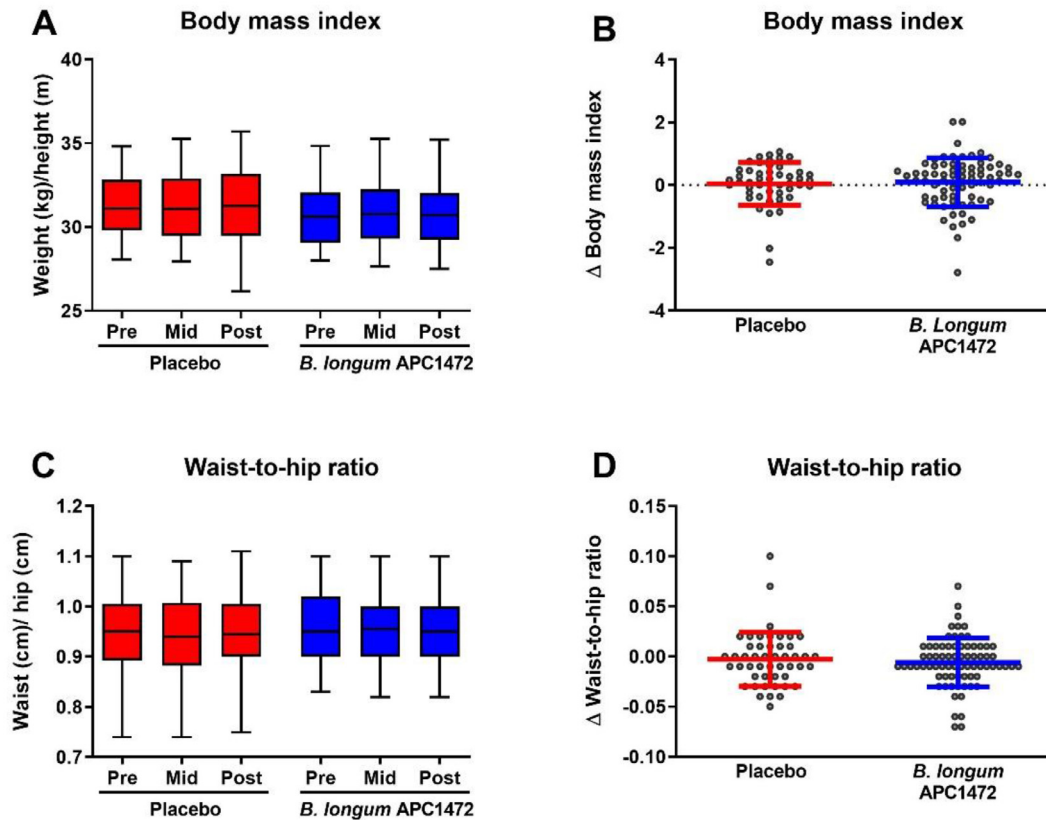 A
Body mass index
Weight (kg)/height (m)
40
35
30
25
Pre Mid Post Pre Mid Post
Placebo B. longum APC1472
B
Body mass index
Δ Body mass index
4
2
0
-2
-4
Placebo B. Longum
APC1472
C
Waist-to-hip ratio
Waist (cm)/ hip (cm)
1.2
1.1
1.0
0.9
0.8
0.7
Pre Mid Post Pre Mid Post
Placebo B. longum APC1472
D
Waist-to-hip ratio
Δ Waist-to-hip ratio
0.15
0.10
0.05
0.00
-0.05
-0.10
Placebo B. longum
APC1472